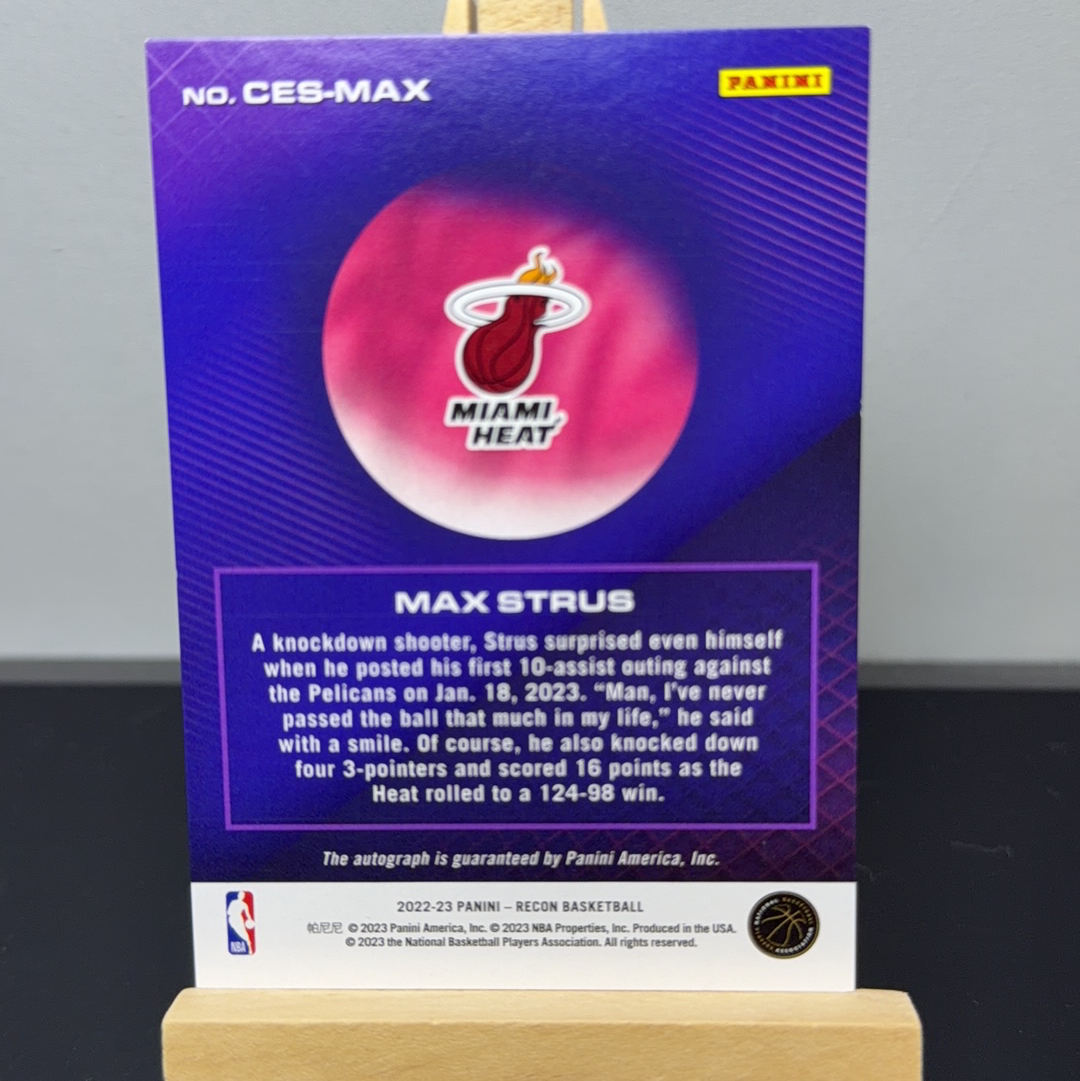 NO. CES-MAX
PANINI
MIAMI
HEAT
MAX STRUS
A knockdown shooter, Strus surprised even himself
when he posted his first 10-assist outing against
the Pelicans on Jan. 18, 2023. “Man, I’ve never
passed the ball that much in my life,” he said
with a smile. Of course, he also knocked down
four 3-pointers and scored 16 points as the
Heat rolled to a 124-98 win.
The autograph is guaranteed by Panini America, Inc.
2022-23 PANINI – RECON BASKETBALL
帕尼尼 © 2023 Panini America, Inc. © 2023 NBA Properties, Inc. Produced in the USA.
© 2023 the National Basketball Players Association. All rights reserved.
NBA
NATIONAL BASKETBALL PLAYERS ASSOCIATION